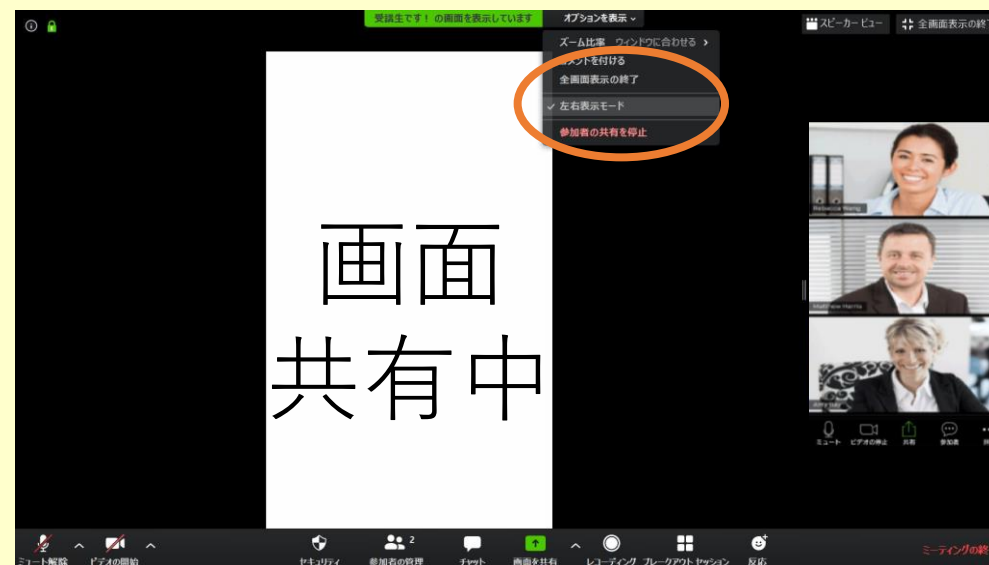 受講生です！ の画面を表示しています
オプションを表示
スピーカー ビュー
全画面表示の終了
ズーム比率 ウィンドウに合わせる
コメントを付ける
全画面表示の終了
左右表示モード
参加者の共有を停止
画面
共有中
Rebecca Wang
Matthew Harris
ミュート
ビデオの停止
共有
参加者
ミュート解除
ビデオの開始
セキュリティ
参加者の管理
2
チャット
画面を共有
レコーディング
ブレークアウト セッション
反応
ミーティングの終